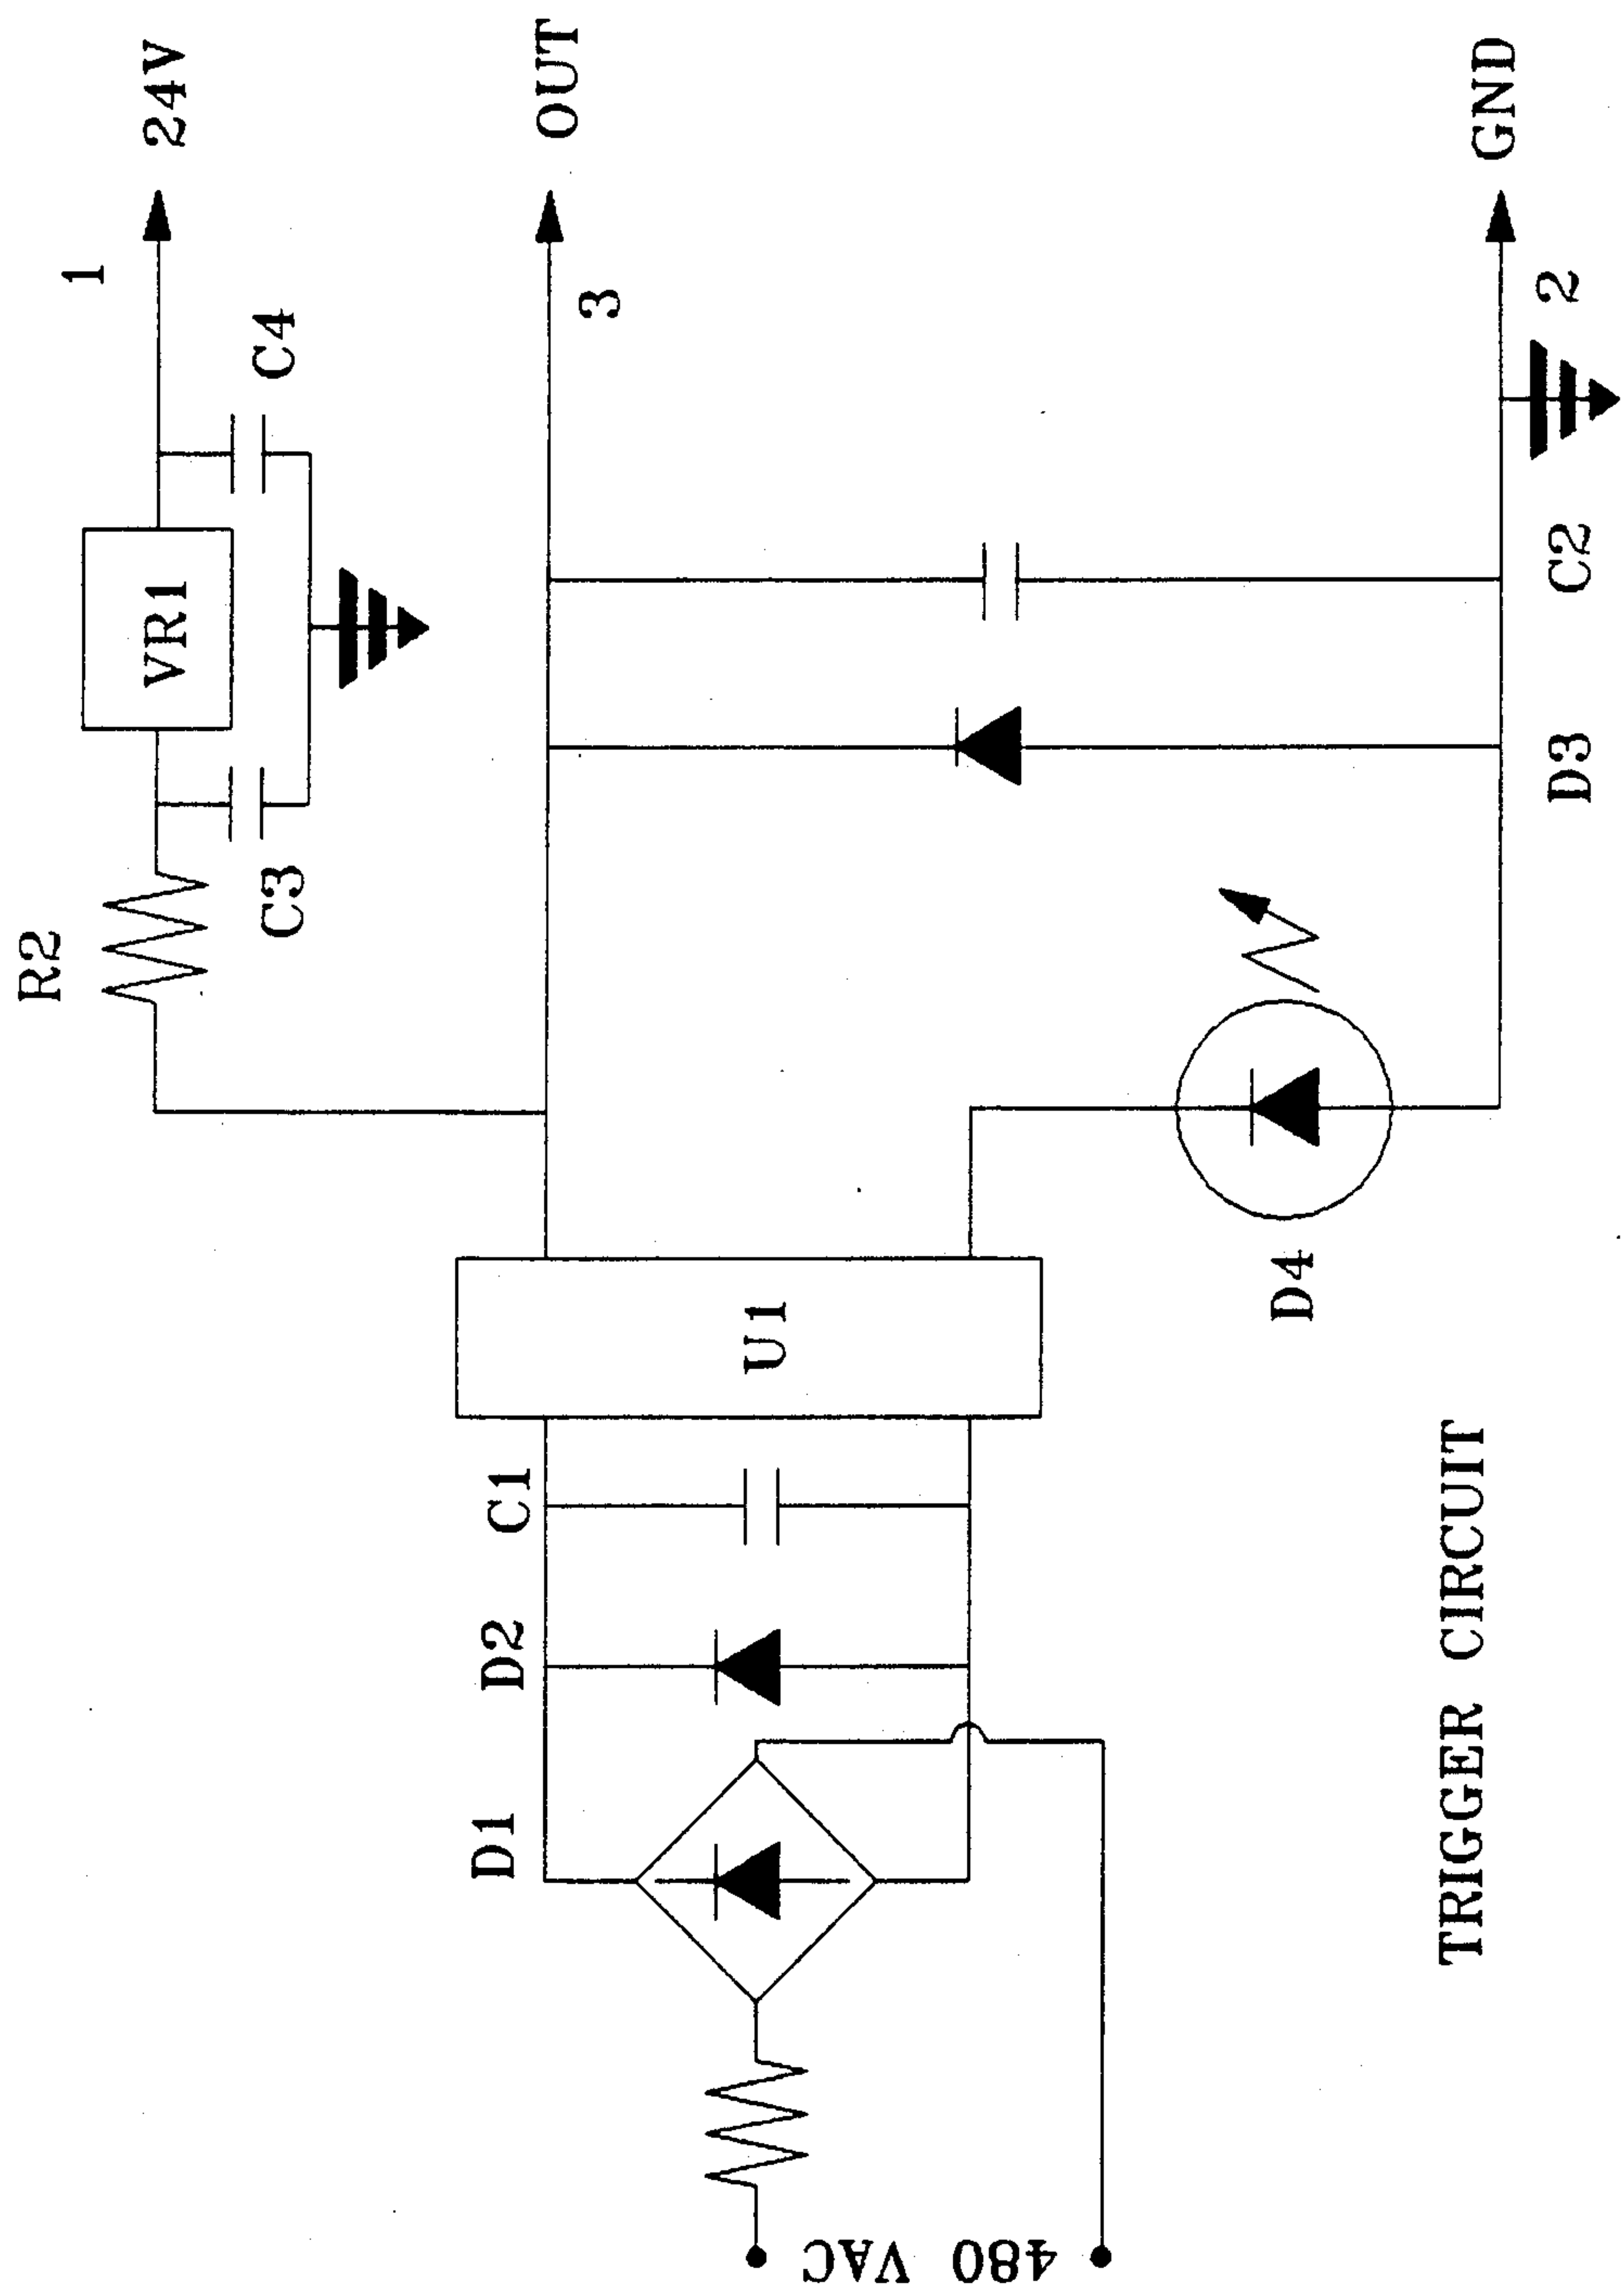 R2
VR1
1
24V
C3
C4
D1
D2
C1
3
OUT
U1
480 VAC
D4
D3
C2
2
GND
TRIGGER CIRCUIT